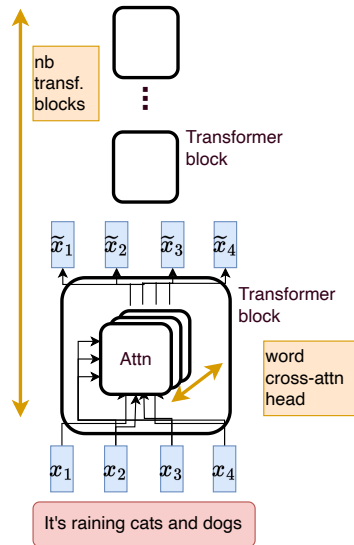 nb
transf.
blocks
⋮
Transformer
block
x̃₁ x̃₂ x̃₃ x̃₄
Transformer
block
Attn
word
cross-attn
head
x₁ x₂ x₃ x₄
It's raining cats and dogs